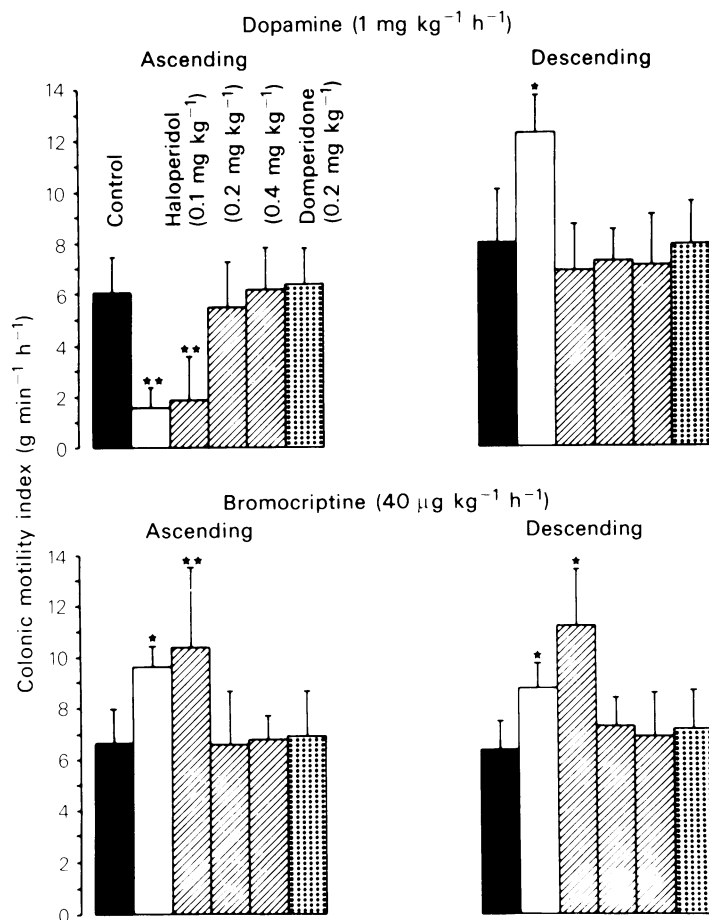 Dopamine (1 mg kg⁻¹ h⁻¹)
Ascending
Descending
Control
Haloperidol
(0.1 mg kg⁻¹)
(0.2 mg kg⁻¹)
(0.4 mg kg⁻¹)
Domperidone
(0.2 mg kg⁻¹)
14
12
10
8
6
4
2
0
★★
★★
★
Colonic motility index (g min⁻¹ h⁻¹)
Bromocriptine (40 μg kg⁻¹ h⁻¹)
Ascending
Descending
14
12
10
8
6
4
2
0
★
★★
★
★